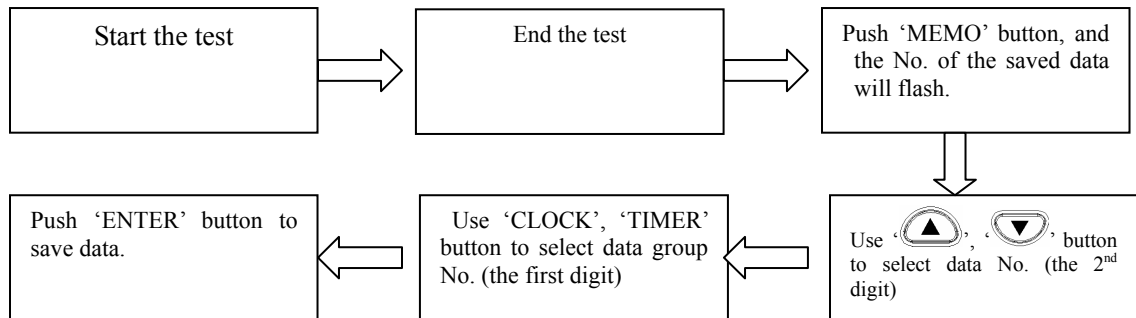 Start the test
End the test
Push ‘MEMO’ button, and
the No. of the saved data
will flash.
Use ‘▲’, ‘▼’ button
to select data No. (the 2nd
digit)
Use ‘CLOCK’, ‘TIMER’
button to select data group
No. (the first digit)
Push ‘ENTER’ button to
save data.